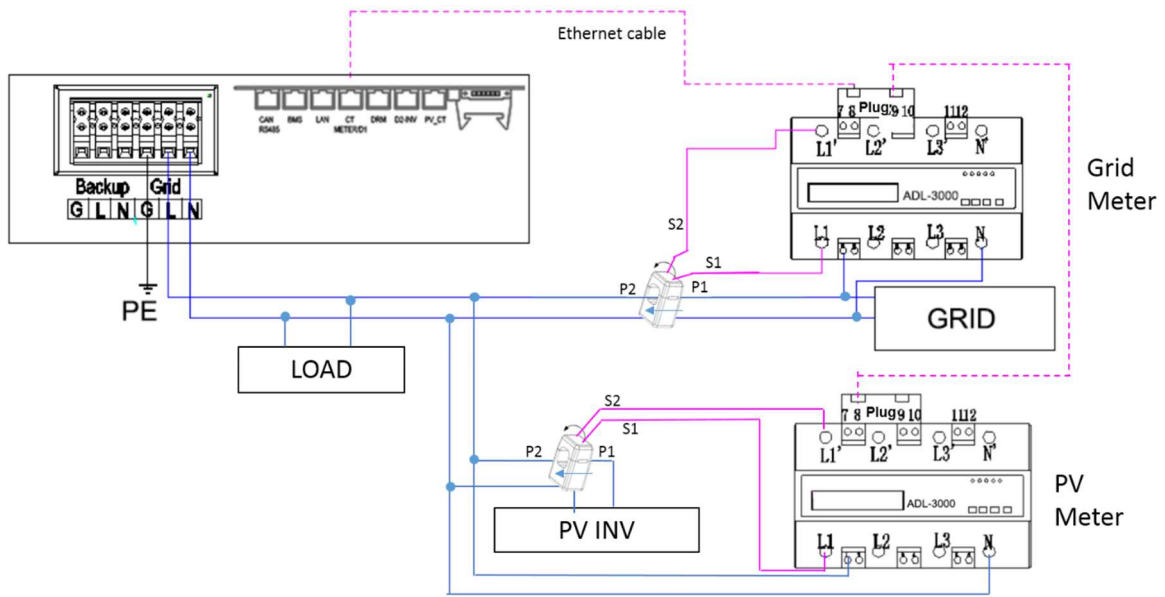 Ethernet cable
CAN
RS485
BMS
LAN
CT
METER/D1
DRM
D2-INV
PV_CT
Backup Grid
G L N G L N
PE
7 8 Plug 9 10 11 12
L1' L2' L3' N'
ADL-3000
L1 L2 L3 N
Grid
Meter
S2
S1
P2 P1
GRID
LOAD
7 8 Plug 9 10 11 12
L1' L2' L3' N'
ADL-3000
L1 L2 L3 N
PV
Meter
S2
S1
P2 P1
PV INV